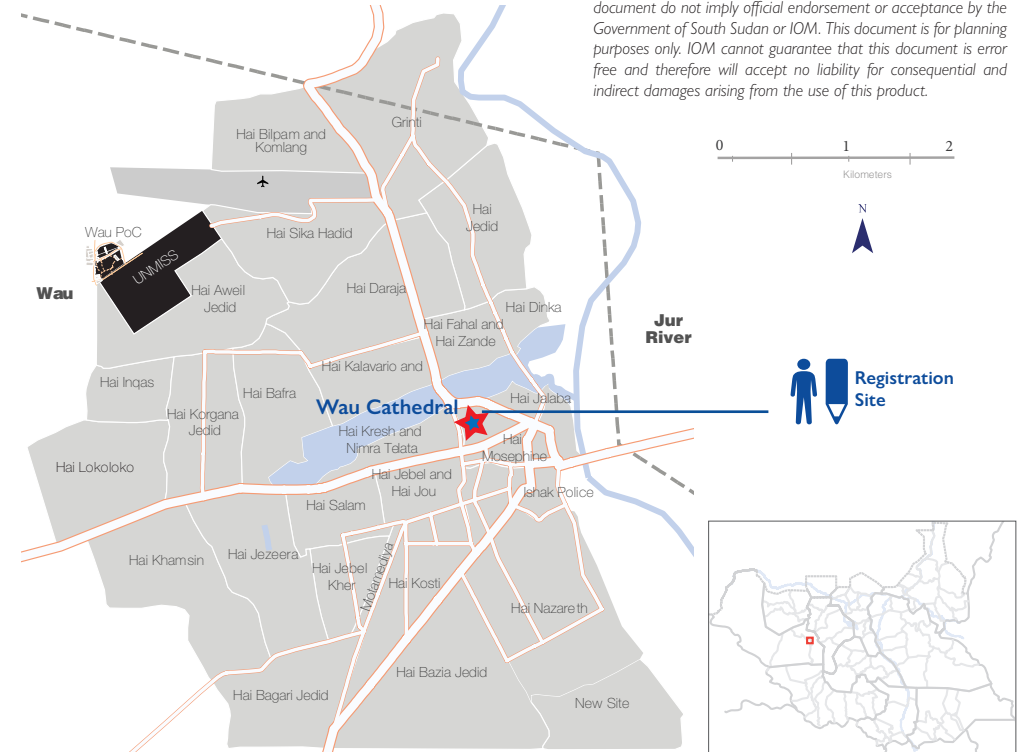 document do not imply official endorsement or acceptance by the
Government of South Sudan or IOM. This document is for planning
purposes only. IOM cannot guarantee that this document is error
free and therefore will accept no liability for consequential and
indirect damages arising from the use of this product.
0 1 2
Kilometers
N
Grinti
Hai Bilpam and
Komlang
Hai
Jedid
Wau PoC
Hai Sika Hadid
UNMISS
Wau
Hai Aweil
Jedid
Hai Daraja
Hai Dinka
Hai Fahal and
Hai Zande
Jur
River
Hai Kalavario and
Hai Inqas
Hai Bafra
Registration
Site
Hai Jalaba
Wau Cathedral
Hai Korgana
Jedid
Hai Kresh and
Nimra Telata
Hai
Mosephine
Hai Lokoloko
Hai Jebel and
Hai Jou
Ishak Police
Hai Salam
Hai Khamsin
Hai Jezeera
Hai Jebel
Kher
Motamediya
Hai Kosti
Hai Nazareth
Hai Bazia Jedid
Hai Bagari Jedid
New Site